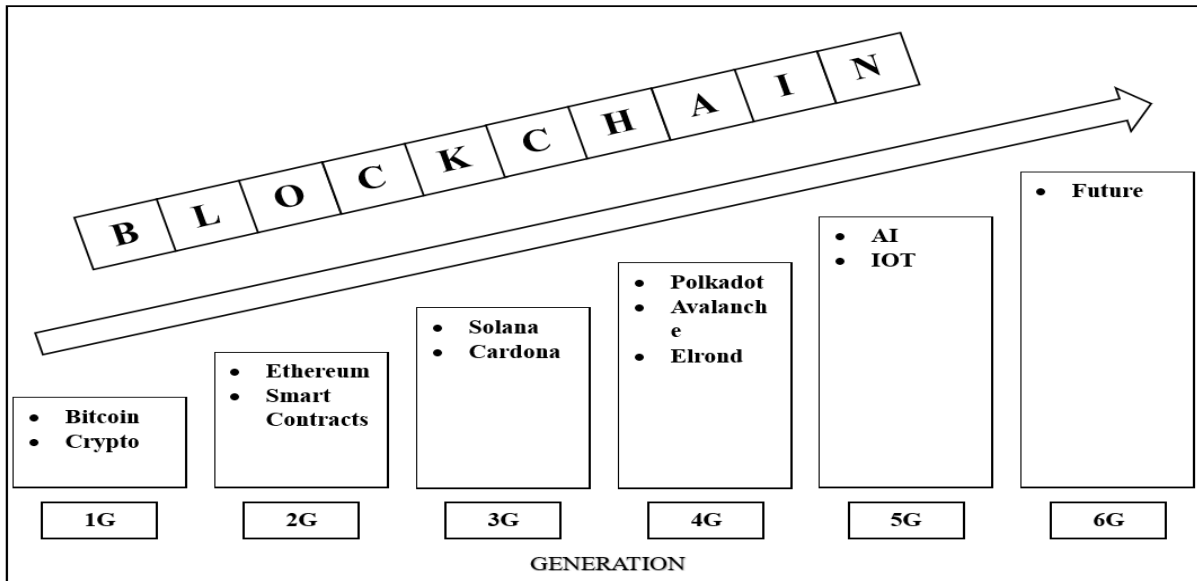 BLOCKCHAIN
• Bitcoin
• Crypto
1G
• Ethereum
• Smart
Contracts
2G
• Solana
• Cardona
3G
• Polkadot
• Avalanch
e
• Elrond
4G
• AI
• IOT
5G
• Future
6G
GENERATION